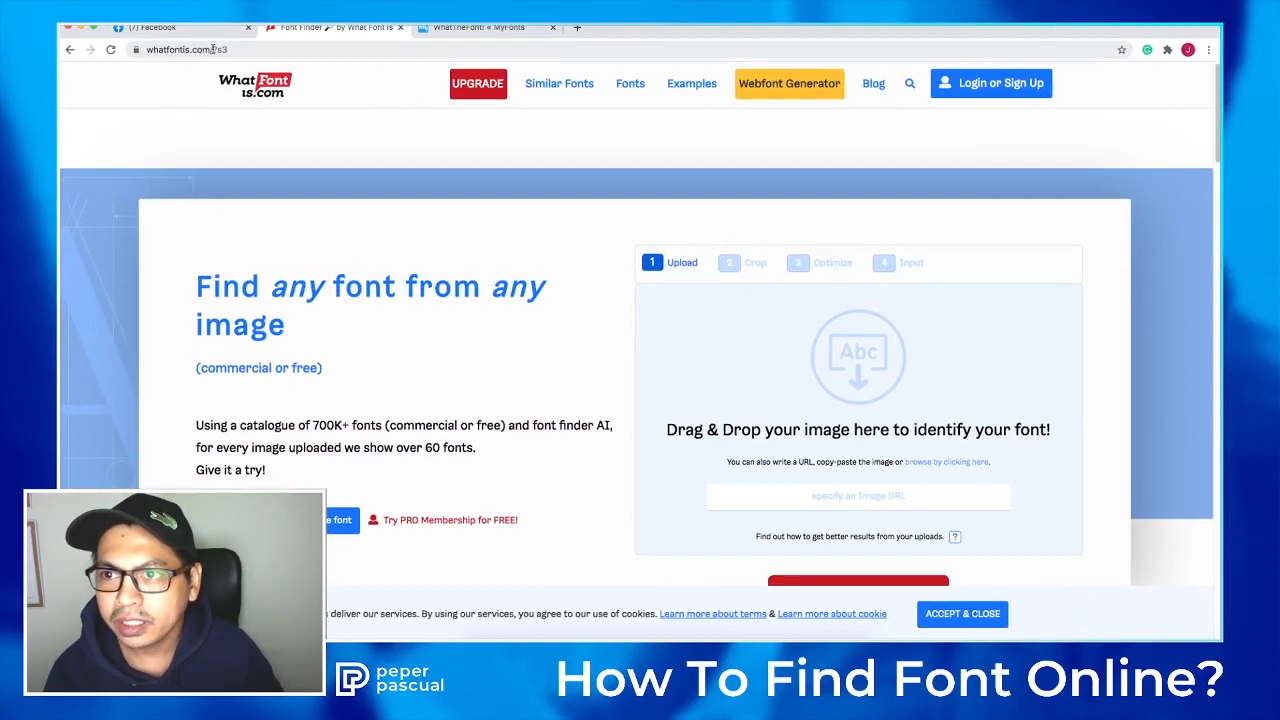 (7) Facebook
Font Finder 🔎 by What Font Is
WhatTheFont! « MyFonts
whatfontis.com/?s3
What Font is.com
UPGRADE
Similar Fonts
Fonts
Examples
Webfont Generator
Blog
Login or Sign Up
Find any font from any
image
(commercial or free)
Using a catalogue of 700K+ fonts (commercial or free) and font finder AI,
for every image uploaded we show over 60 fonts.
Give it a try!
e font
Try PRO Membership for FREE!
1 Upload
2 Crop
3 Optimize
4 Input
Abc
Drag & Drop your image here to identify your font!
You can also write a URL, copy-paste the image or browse by clicking here.
specify an Image URL
Find out how to get better results from your uploads. ?
deliver our services. By using our services, you agree to our use of cookies. Learn more about terms & Learn more about cookie
ACCEPT & CLOSE
peper
pascual
How To Find Font Online?